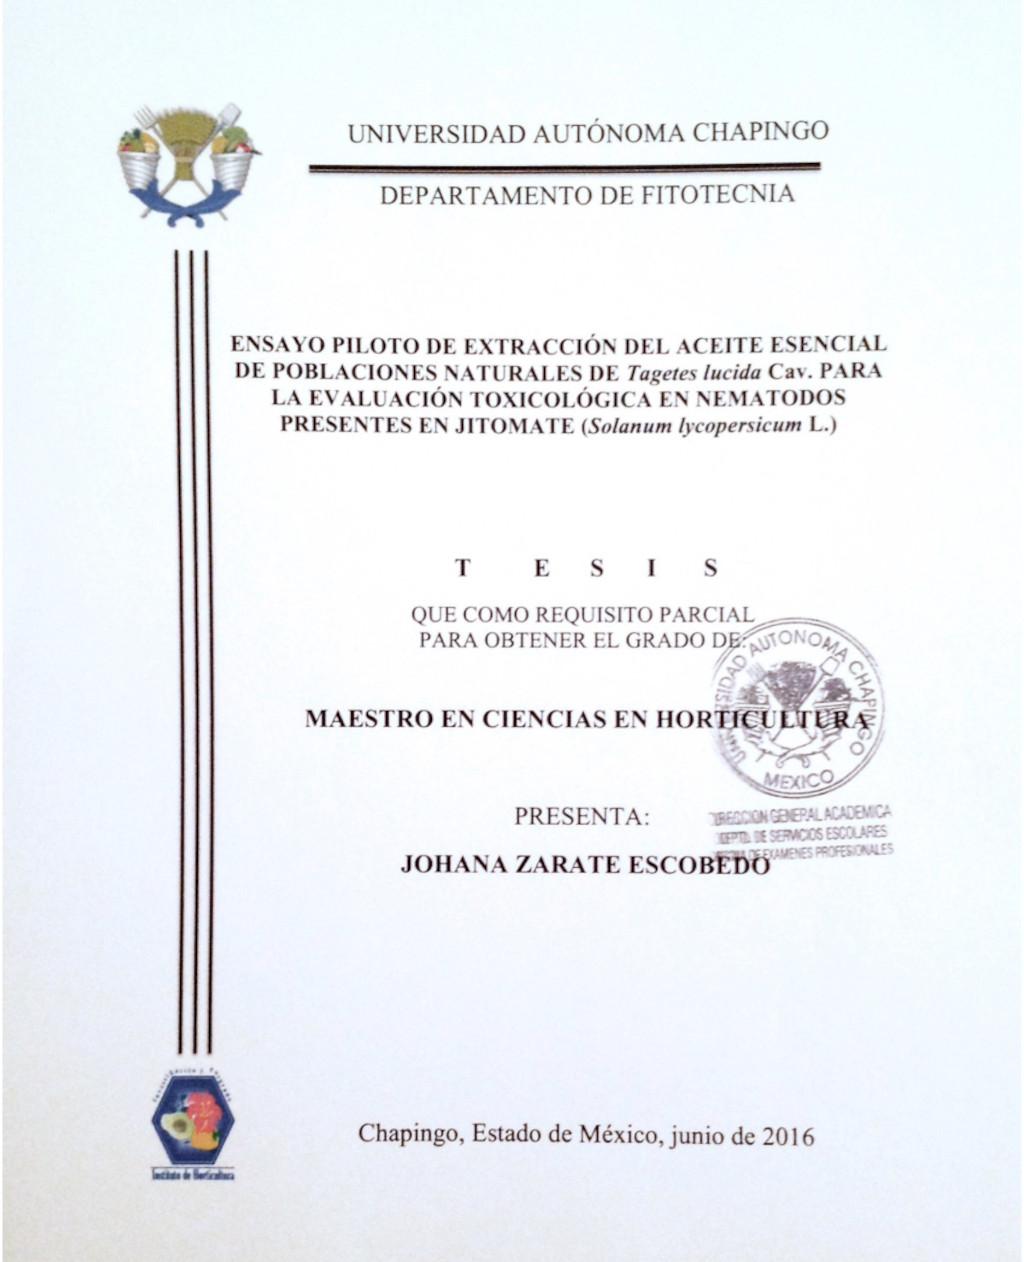 UNIVERSIDAD AUTÓNOMA CHAPINGO
DEPARTAMENTO DE FITOTECNIA
ENSAYO PILOTO DE EXTRACCIÓN DEL ACEITE ESENCIAL
DE POBLACIONES NATURALES DE Tagetes lucida Cav. PARA
LA EVALUACIÓN TOXICOLÓGICA EN NEMATODOS
PRESENTES EN JITOMATE (Solanum lycopersicum L.)
T E S I S
QUE COMO REQUISITO PARCIAL
PARA OBTENER EL GRADO DE:
UNIVERSIDAD AUTONOMA CHAPINGO
MEXICO
MAESTRO EN CIENCIAS EN HORTICULTURA
PRESENTA:
DIRECCION GENERAL ACADEMICA
DEPTO. DE SERVICIOS ESCOLARES
DE EXAMENES PROFESIONALES
JOHANA ZARATE ESCOBEDO
Instituto de Horticultura
Chapingo, Estado de México, junio de 2016